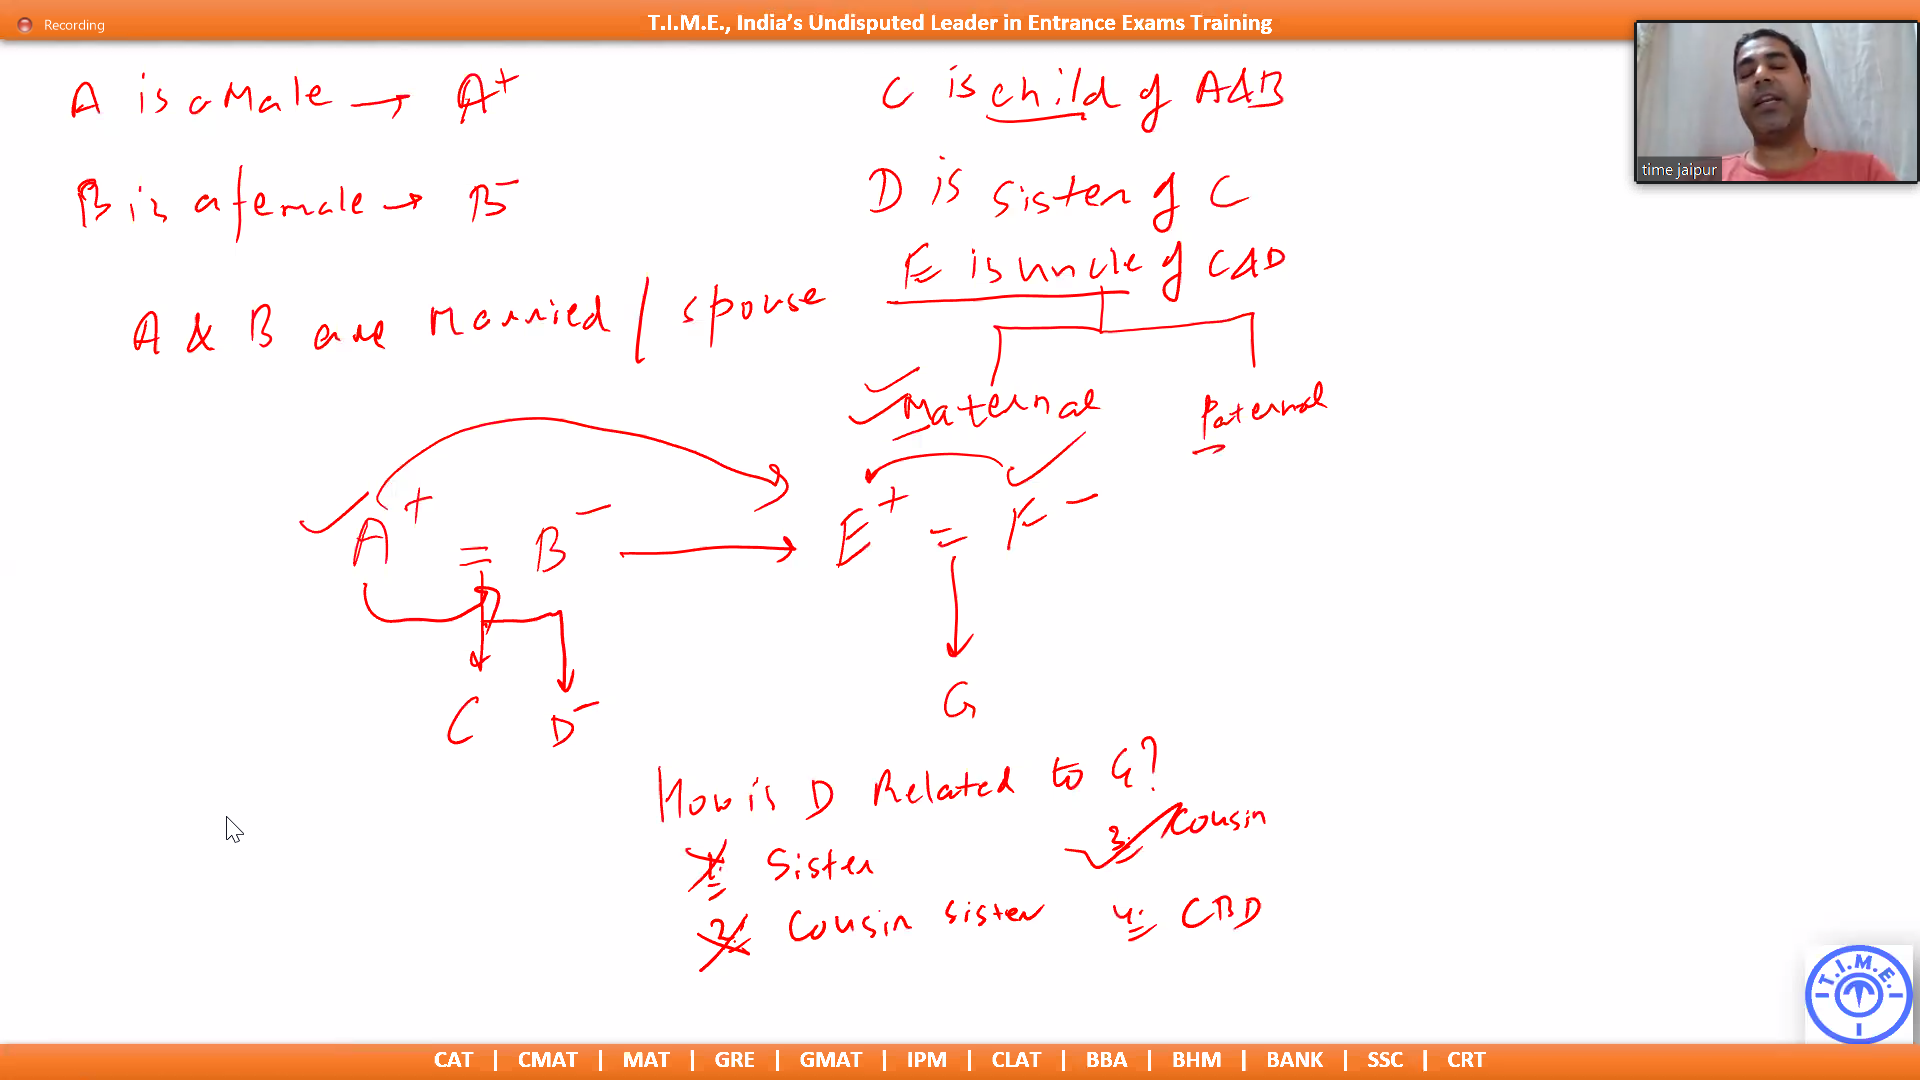 Recording
T.I.M.E., India's Undisputed Leader in Entrance Exams Training
time jaipur
A is a Male → A+
B is a female → B-
A & B are Married / spouse
C is child of A&B
D is sister of C
E is uncle of C&D
Maternal
Paternal
A+ = B- → E+ = F-
C D-
G
How is D Related to G?
1. Sister
3. Cousin
2. Cousin sister
4. CBD
T.I.M.E.
CAT | CMAT | MAT | GRE | GMAT | IPM | CLAT | BBA | BHM | BANK | SSC | CRT